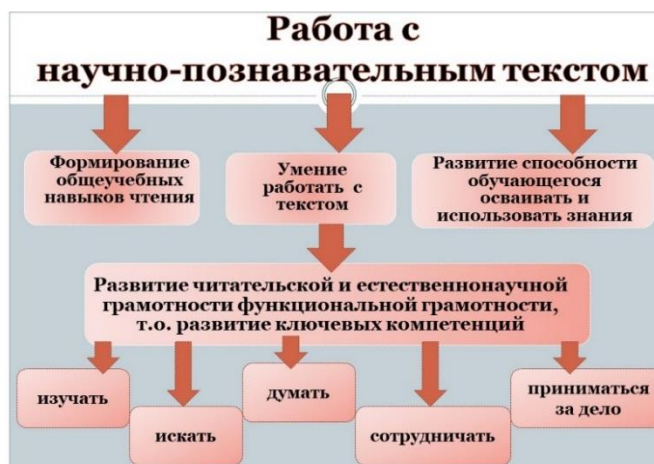 Работа с
научно-познавательным текстом
Формирование
общеучебных
навыков чтения
Умение
работать с
текстом
Развитие способности
обучающегося
осваивать и
использовать знания
Развитие читательской и естественнонаучной
грамотности функциональной грамотности,
т.о. развитие ключевых компетенций
изучать
искать
думать
сотрудничать
приниматься
за дело